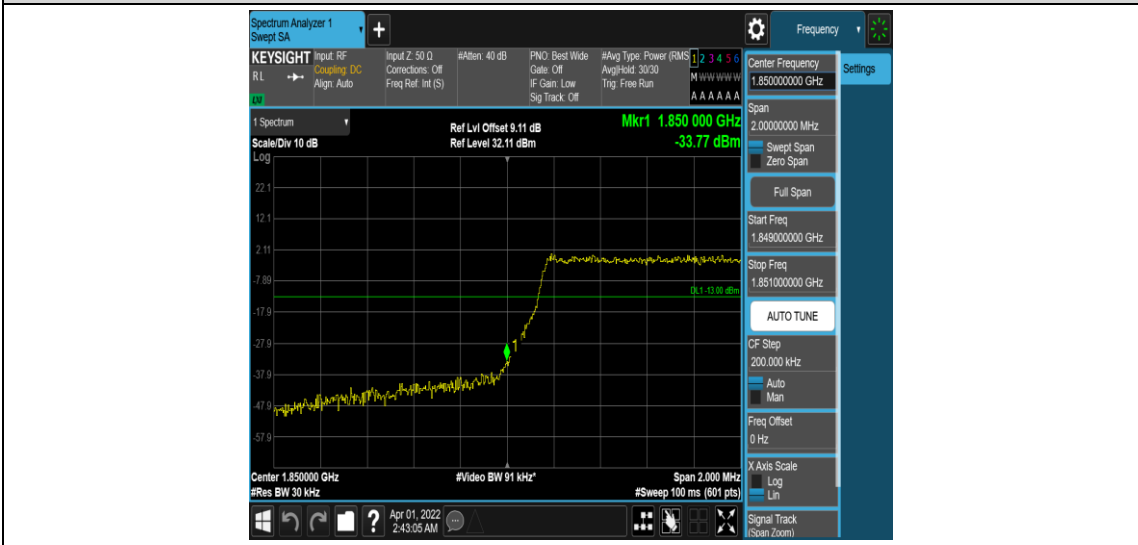 Spectrum Analyzer 1
Swept SA
+
Frequency
KEYSIGHT
R L
LXI
Input: RF
Coupling: DC
Align: Auto
Input Z: 50 Ω
Corrections: Off
Freq Ref: Int (S)
#Atten: 40 dB
PNO: Best Wide
Gate: Off
IF Gain: Low
Sig Track: Off
#Avg Type: Power (RMS
Avg|Hold: 30/30
Trig: Free Run
1 2 3 4 5 6
M W W W W W
A A A A A A
1 Spectrum
Scale/Div 10 dB
Ref Lvl Offset 9.11 dB
Ref Level 32.11 dBm
Mkr1 1.850 000 GHz
-33.77 dBm
Log
22.1
12.1
2.11
-7.89
-17.9
-27.9
-37.9
-47.9
-57.9
DL1 -13.00 dBm
1
Center 1.850000 GHz
#Res BW 30 kHz
#Video BW 91 kHz*
Span 2.000 MHz
#Sweep 100 ms (601 pts)
Center Frequency
1.850000000 GHz
Settings
Span
2.00000000 MHz
Swept Span
Zero Span
Full Span
Start Freq
1.849000000 GHz
Stop Freq
1.851000000 GHz
AUTO TUNE
CF Step
200.000 kHz
Auto
Man
Freq Offset
0 Hz
X Axis Scale
Log
Lin
Signal Track
(Span Zoom)
?
Apr 01, 2022
2:43:05 AM